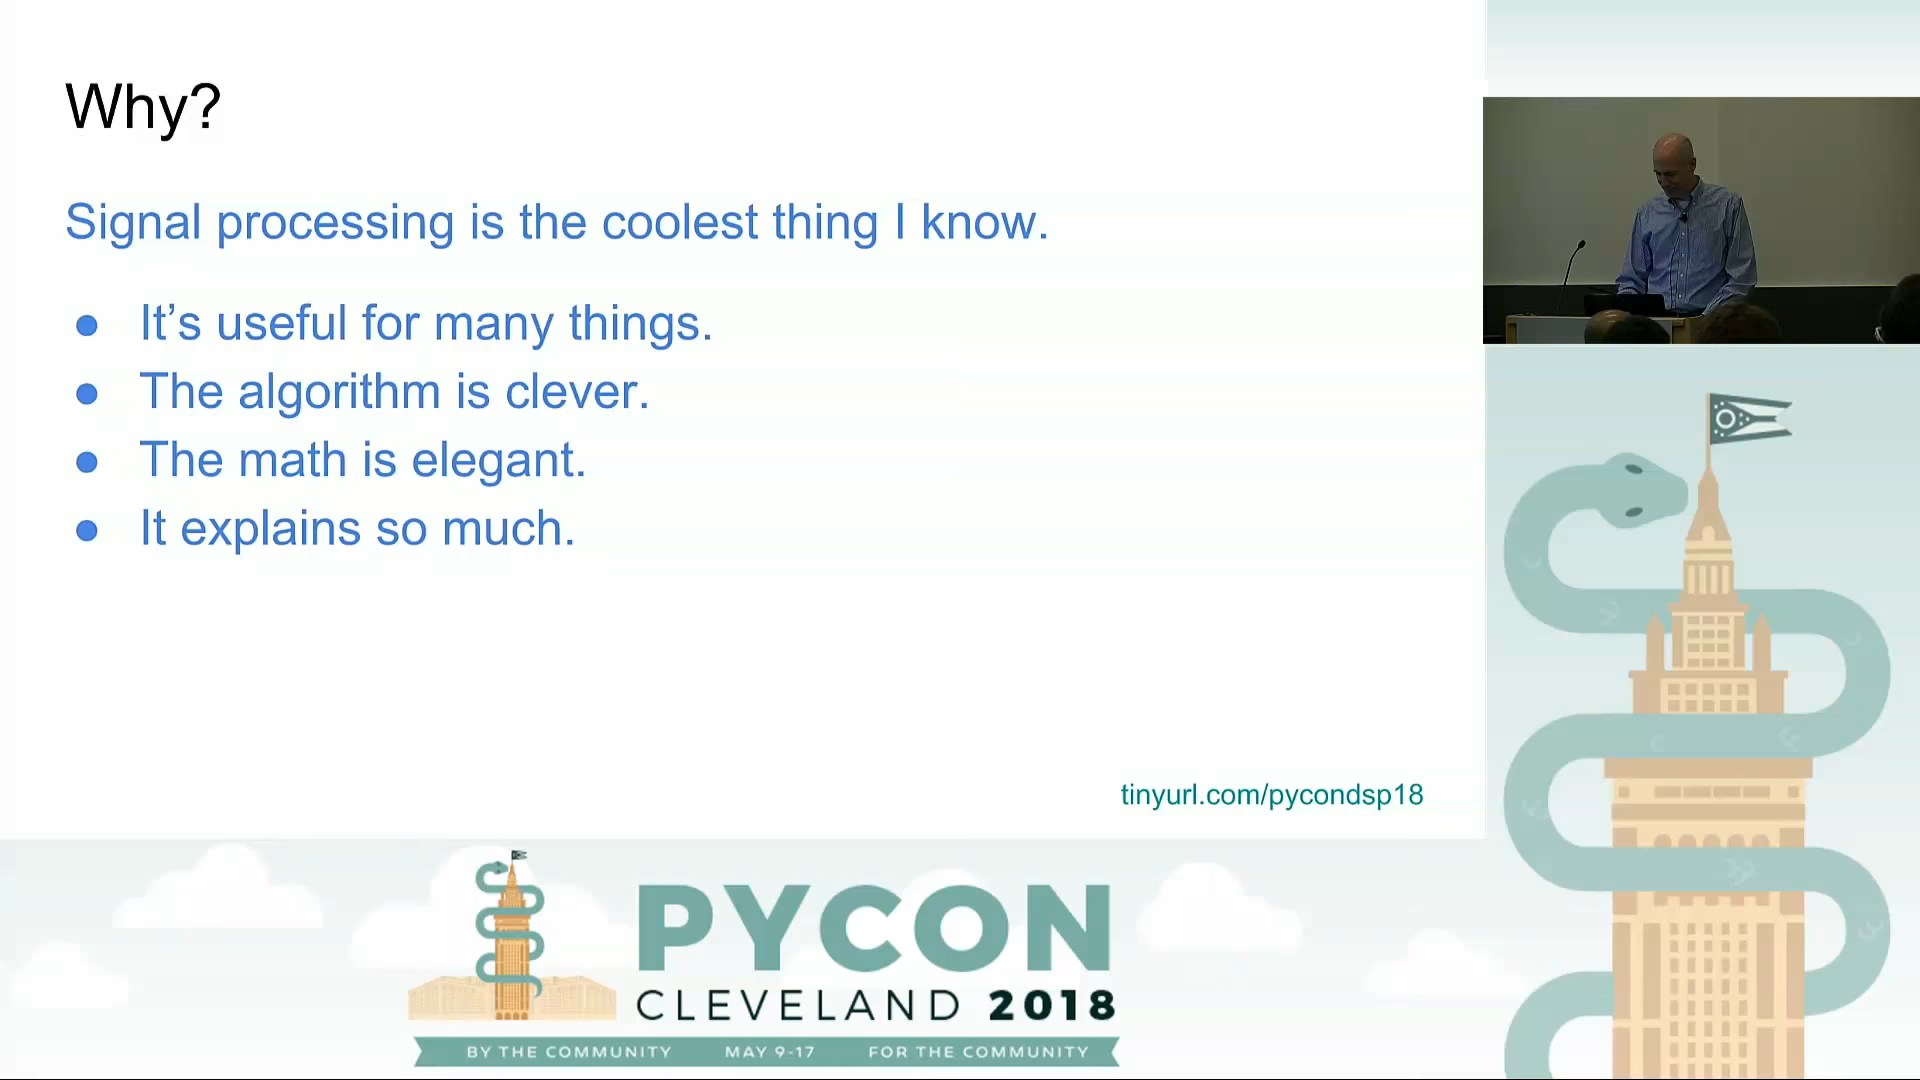 Why?
Signal processing is the coolest thing I know.
● It’s useful for many things.
● The algorithm is clever.
● The math is elegant.
● It explains so much.
tinyurl.com/pycondsp18
PYCON
CLEVELAND 2018
BY THE COMMUNITY MAY 9-17 FOR THE COMMUNITY